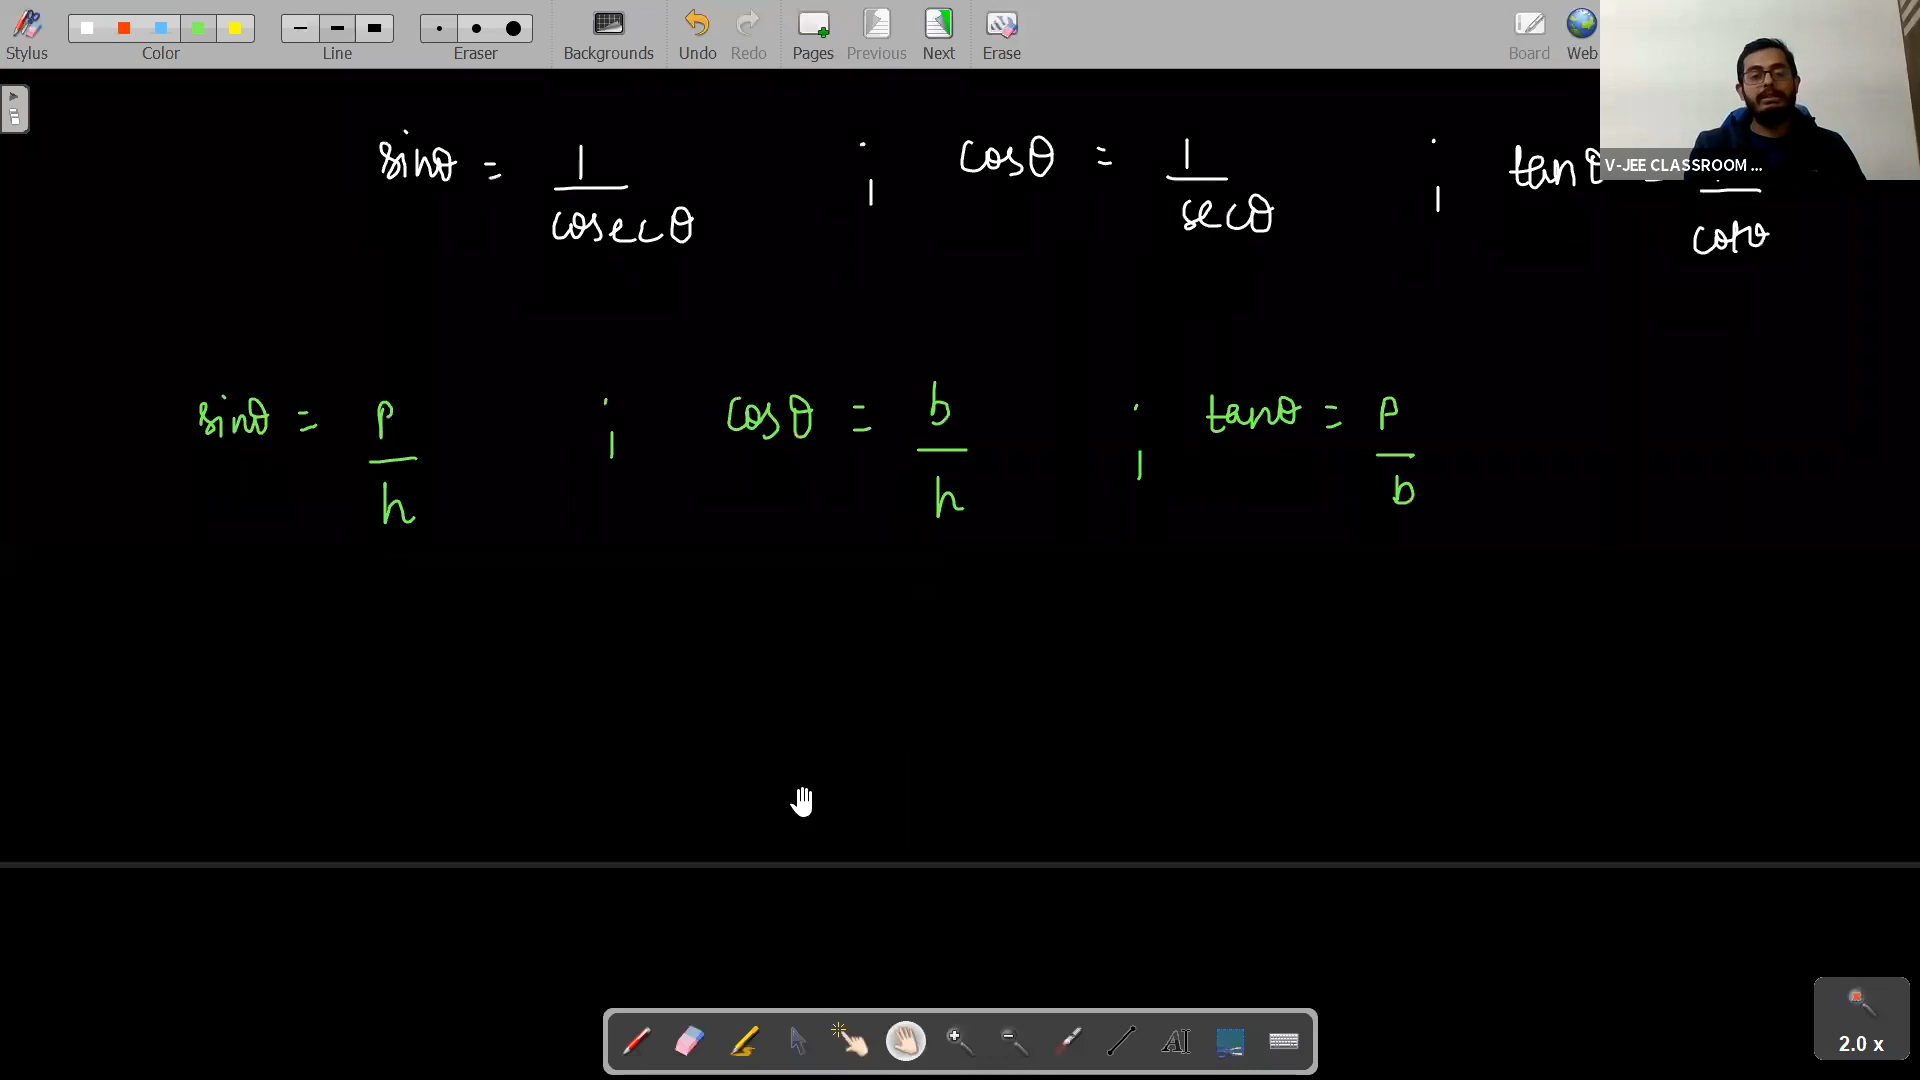 Stylus Color Line Eraser Backgrounds Undo Redo Pages Previous Next Erase Board Web
V-JEE CLASSROOM ...
sinθ = 1/cosecθ ; cosθ = 1/secθ ; tanθ = /cotθ
sinθ = p/h ; cosθ = b/h ; tanθ = p/b
AI
2.0 x